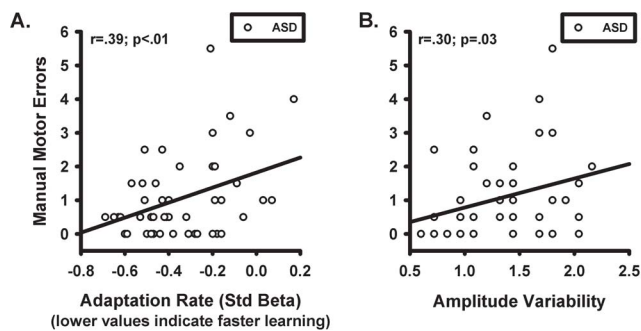 A.
r=.39; p<.01
ASD
Manual Motor Errors
6
5
4
3
2
1
0
-0.8 -0.6 -0.4 -0.2 0.0 0.2
Adaptation Rate (Std Beta)
(lower values indicate faster learning)
B.
r=.30; p=.03
ASD
6
5
4
3
2
1
0
0.5 1.0 1.5 2.0 2.5
Amplitude Variability